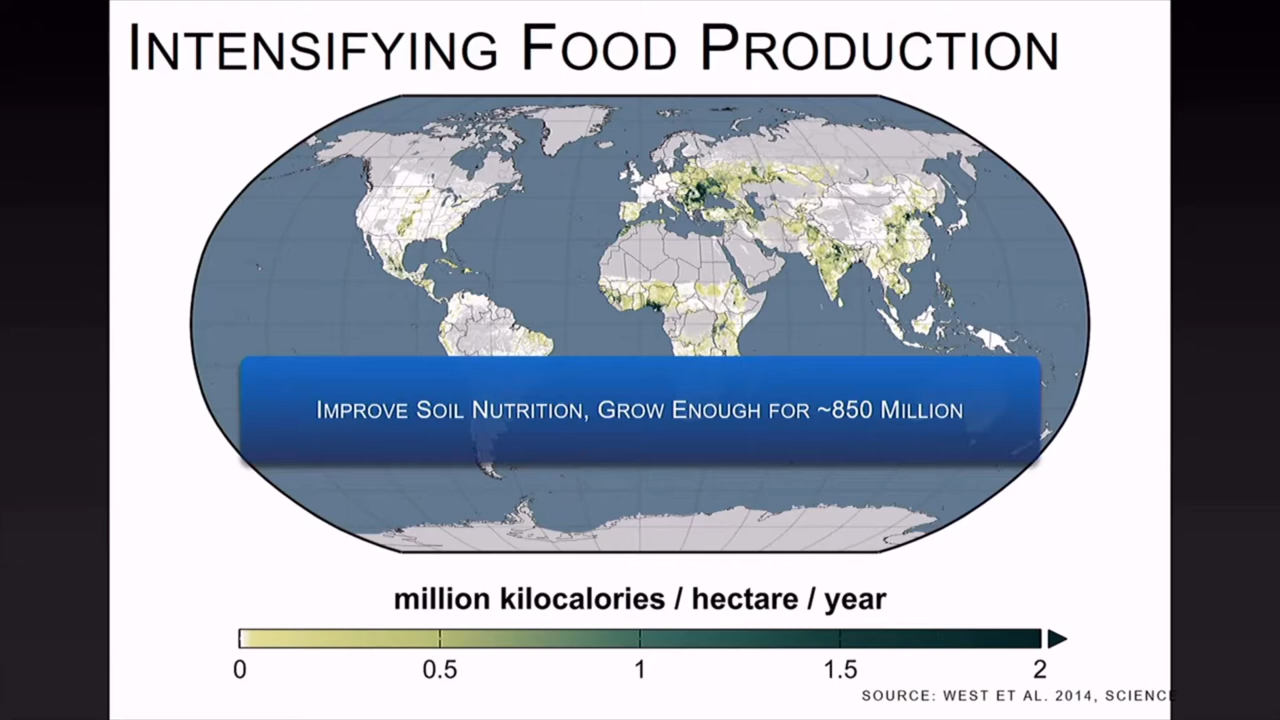 INTENSIFYING FOOD PRODUCTION
IMPROVE SOIL NUTRITION, GROW ENOUGH FOR ~850 MILLION
million kilocalories / hectare / year
0 0.5 1 1.5 2
SOURCE: WEST ET AL. 2014, SCIENCE